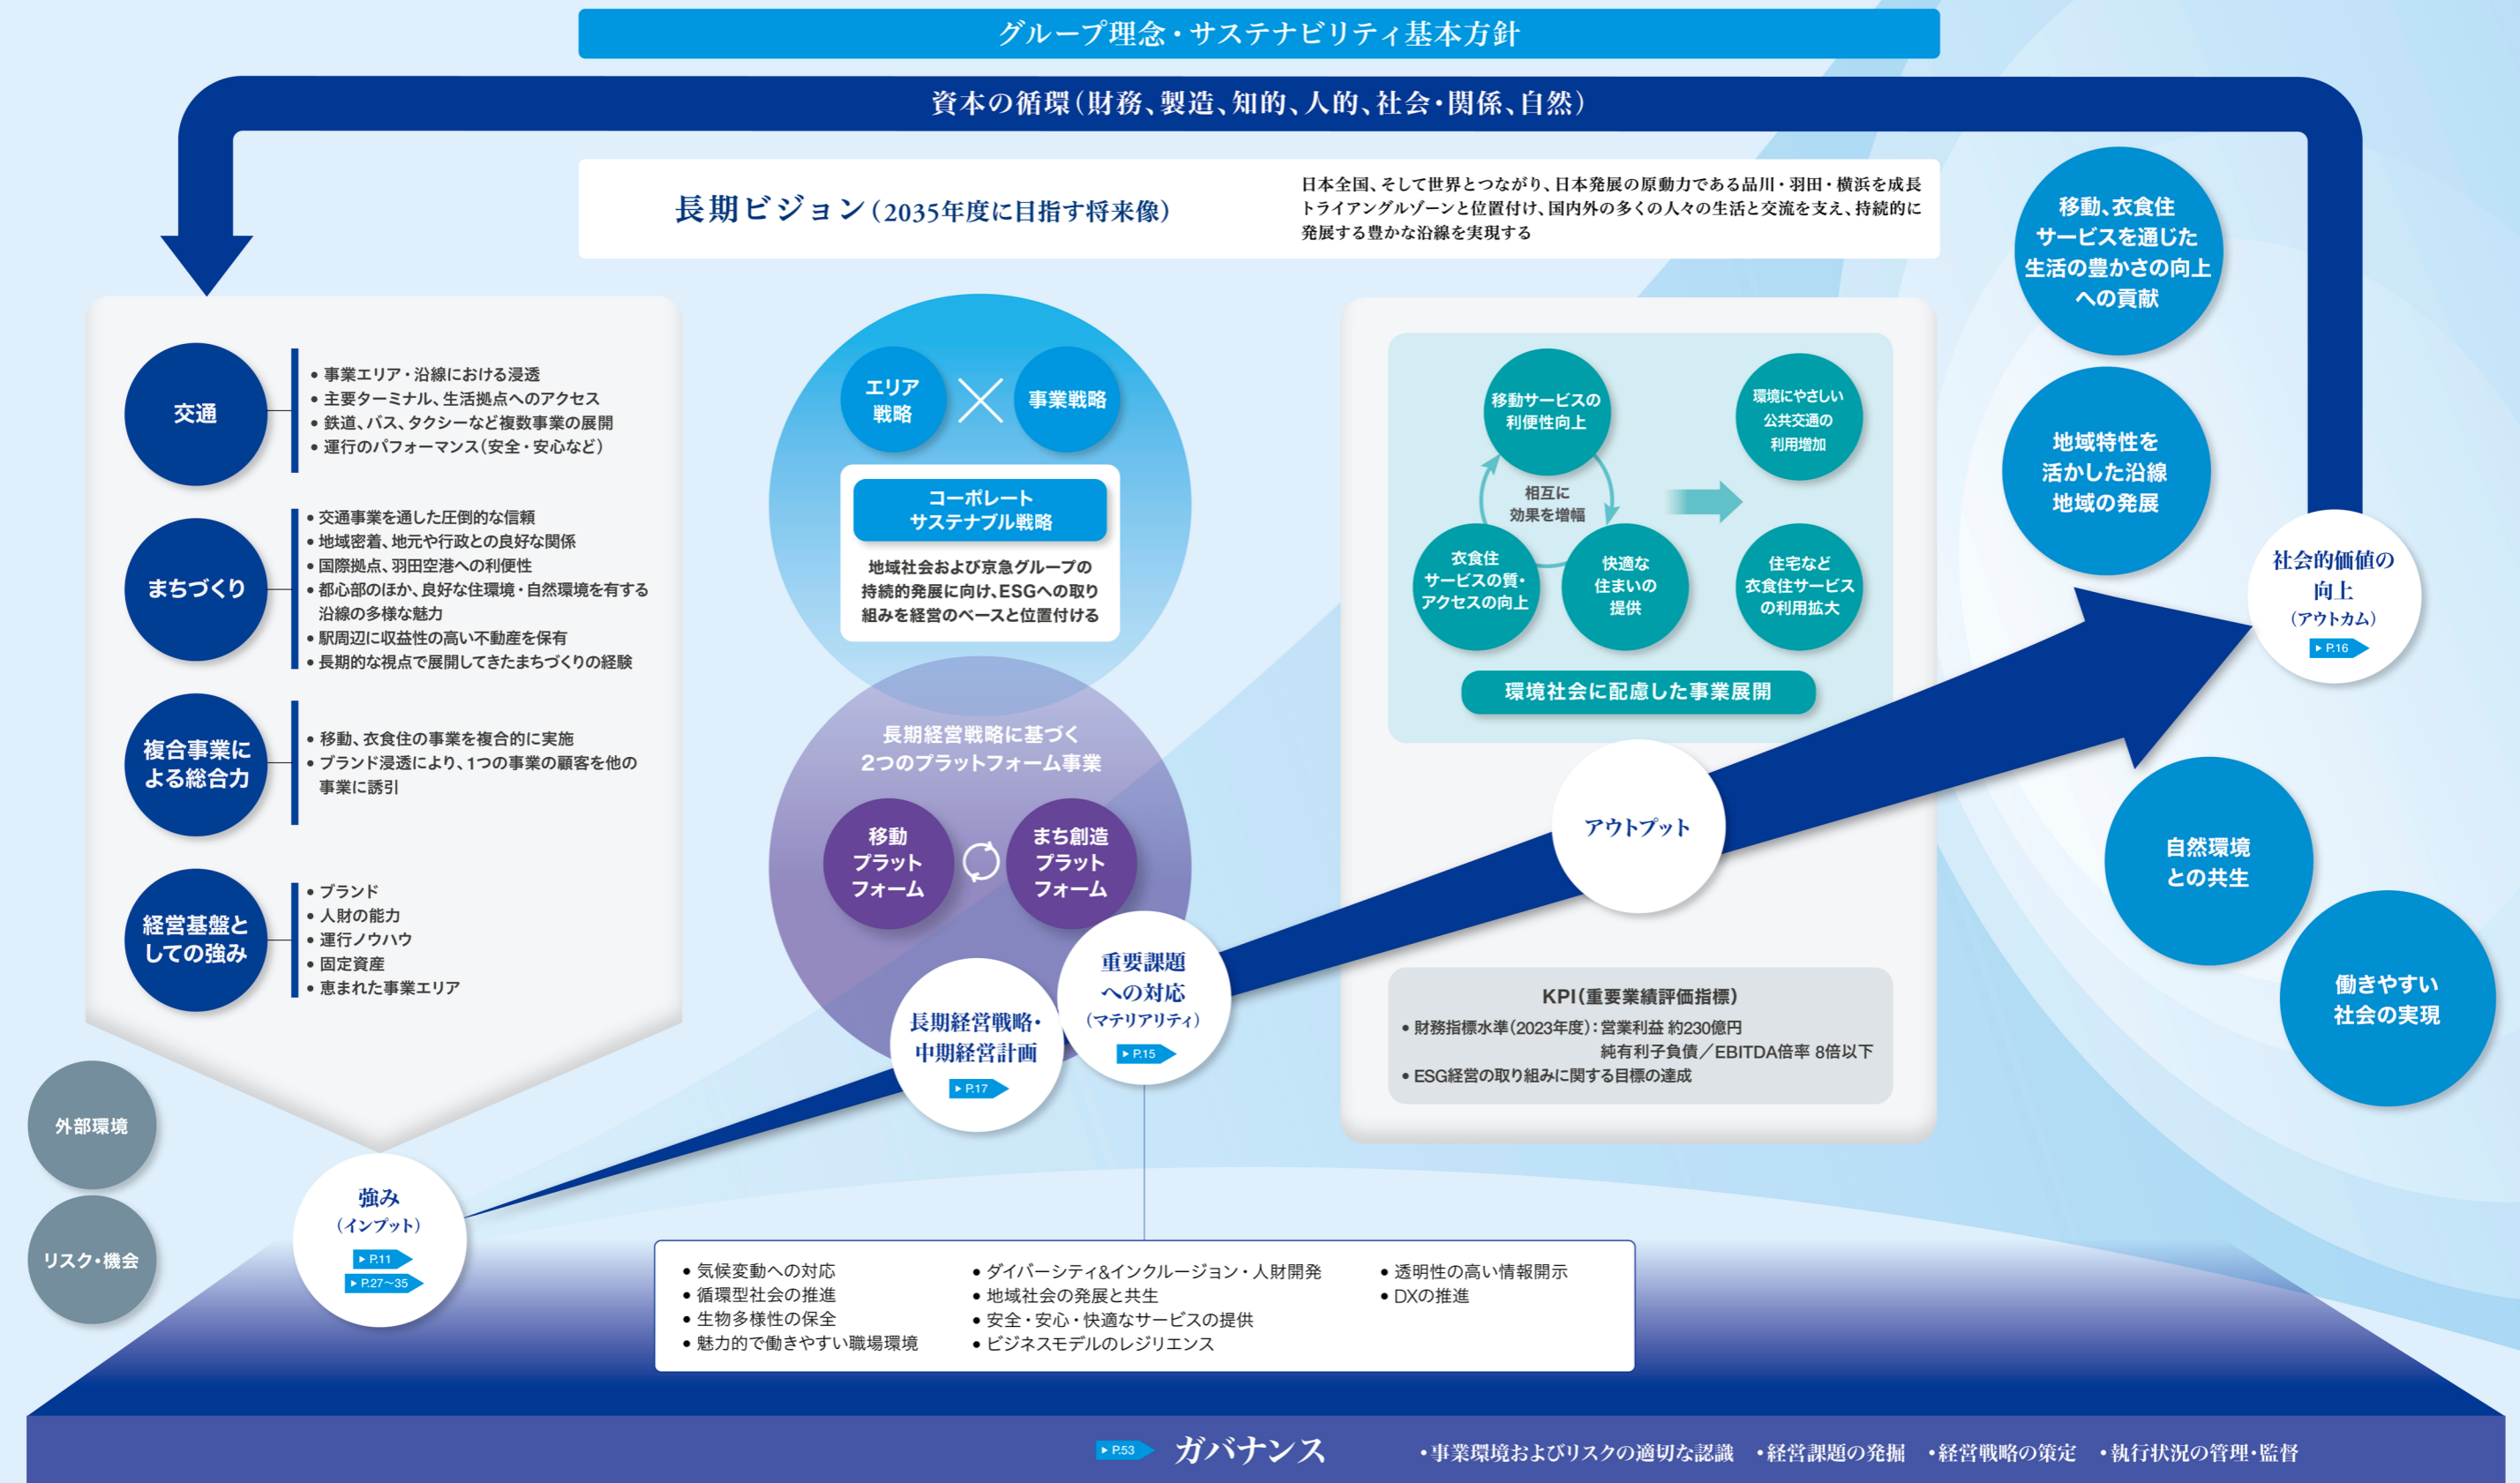 グループ理念・サステナビリティ基本方針
資本の循環(財務、製造、知的、人的、社会・関係、自然)
長期ビジョン(2035年度に目指す将来像)
日本全国、そして世界とつながり、日本発展の原動力である品川・羽田・横浜を成長
トライアングルゾーンと位置付け、国内外の多くの人々の生活と交流を支え、持続的に
発展する豊かな沿線を実現する
交通
• 事業エリア・沿線における浸透
• 主要ターミナル、生活拠点へのアクセス
• 鉄道、バス、タクシーなど複数事業の展開
• 運行のパフォーマンス(安全・安心など)
まちづくり
• 交通事業を通した圧倒的な信頼
• 地域密着、地元や行政との良好な関係
• 国際拠点、羽田空港への利便性
• 都心部のほか、良好な住環境・自然環境を有する
沿線の多様な魅力
• 駅周辺に収益性の高い不動産を保有
• 長期的な視点で展開してきたまちづくりの経験
複合事業に
よる総合力
• 移動、衣食住の事業を複合的に実施
• ブランド浸透により、1つの事業の顧客を他の
事業に誘引
経営基盤と
しての強み
• ブランド
• 人財の能力
• 運行ノウハウ
• 固定資産
• 恵まれた事業エリア
外部環境
リスク・機会
強み
(インプット)
P.11
P.27〜35
エリア
戦略
事業戦略
コーポレート
サステナブル戦略
地域社会および京急グループの
持続的発展に向け、ESGへの取り
組みを経営のベースと位置付ける
長期経営戦略に基づく
2つのプラットフォーム事業
移動
プラット
フォーム
まち創造
プラット
フォーム
長期経営戦略・
中期経営計画
P.17
重要課題
への対応
(マテリアリティ)
P.15
• 気候変動への対応
• 循環型社会の推進
• 生物多様性の保全
• 魅力的で働きやすい職場環境
• ダイバーシティ&インクルージョン・人財開発
• 地域社会の発展と共生
• 安全・安心・快適なサービスの提供
• ビジネスモデルのレジリエンス
• 透明性の高い情報開示
• DXの推進
移動サービスの
利便性向上
相互に
効果を増幅
衣食住
サービスの質・
アクセスの向上
快適な
住まいの
提供
環境にやさしい
公共交通の
利用増加
住宅など
衣食住サービス
の利用拡大
環境社会に配慮した事業展開
アウトプット
KPI(重要業績評価指標)
• 財務指標水準(2023年度):営業利益 約230億円
純有利子負債/EBITDA倍率 8倍以下
• ESG経営の取り組みに関する目標の達成
移動、衣食住
サービスを通じた
生活の豊かさの向上
への貢献
地域特性を
活かした沿線
地域の発展
社会的価値の
向上
(アウトカム)
P.16
自然環境
との共生
働きやすい
社会の実現
P.53
ガバナンス
・事業環境およびリスクの適切な認識 ・経営課題の発掘 ・経営戦略の策定 ・執行状況の管理・監督